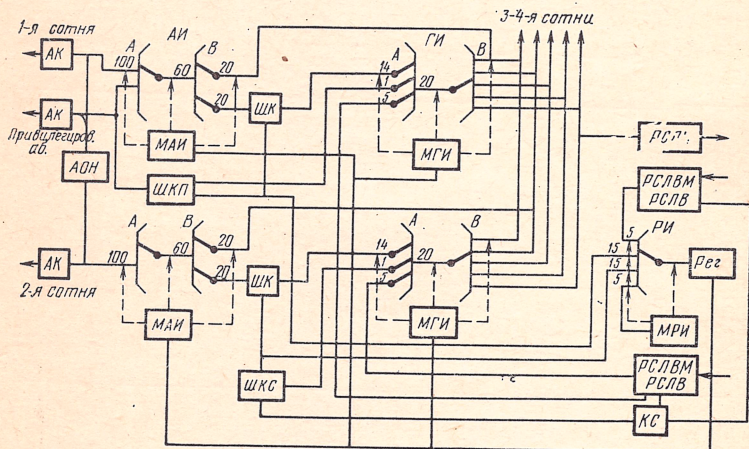 1-я сотня
АИ
3-4-я сотни
А
В
ГИ
А
В
АК
100
60
20
20
14
1
5
20
ШК
АК
Привилегиров.
аб.
МАИ
МГИ
АОН
ШКП
РСЛВМ
РСЛВ
А
В
РИ
АК
100
60
20
20
2-я сотня
ШК
А
В
14
1
5
20
5
15
15
5
Рег
МАИ
МГИ
МРИ
ШКС
РСЛВМ
РСЛВ
КС